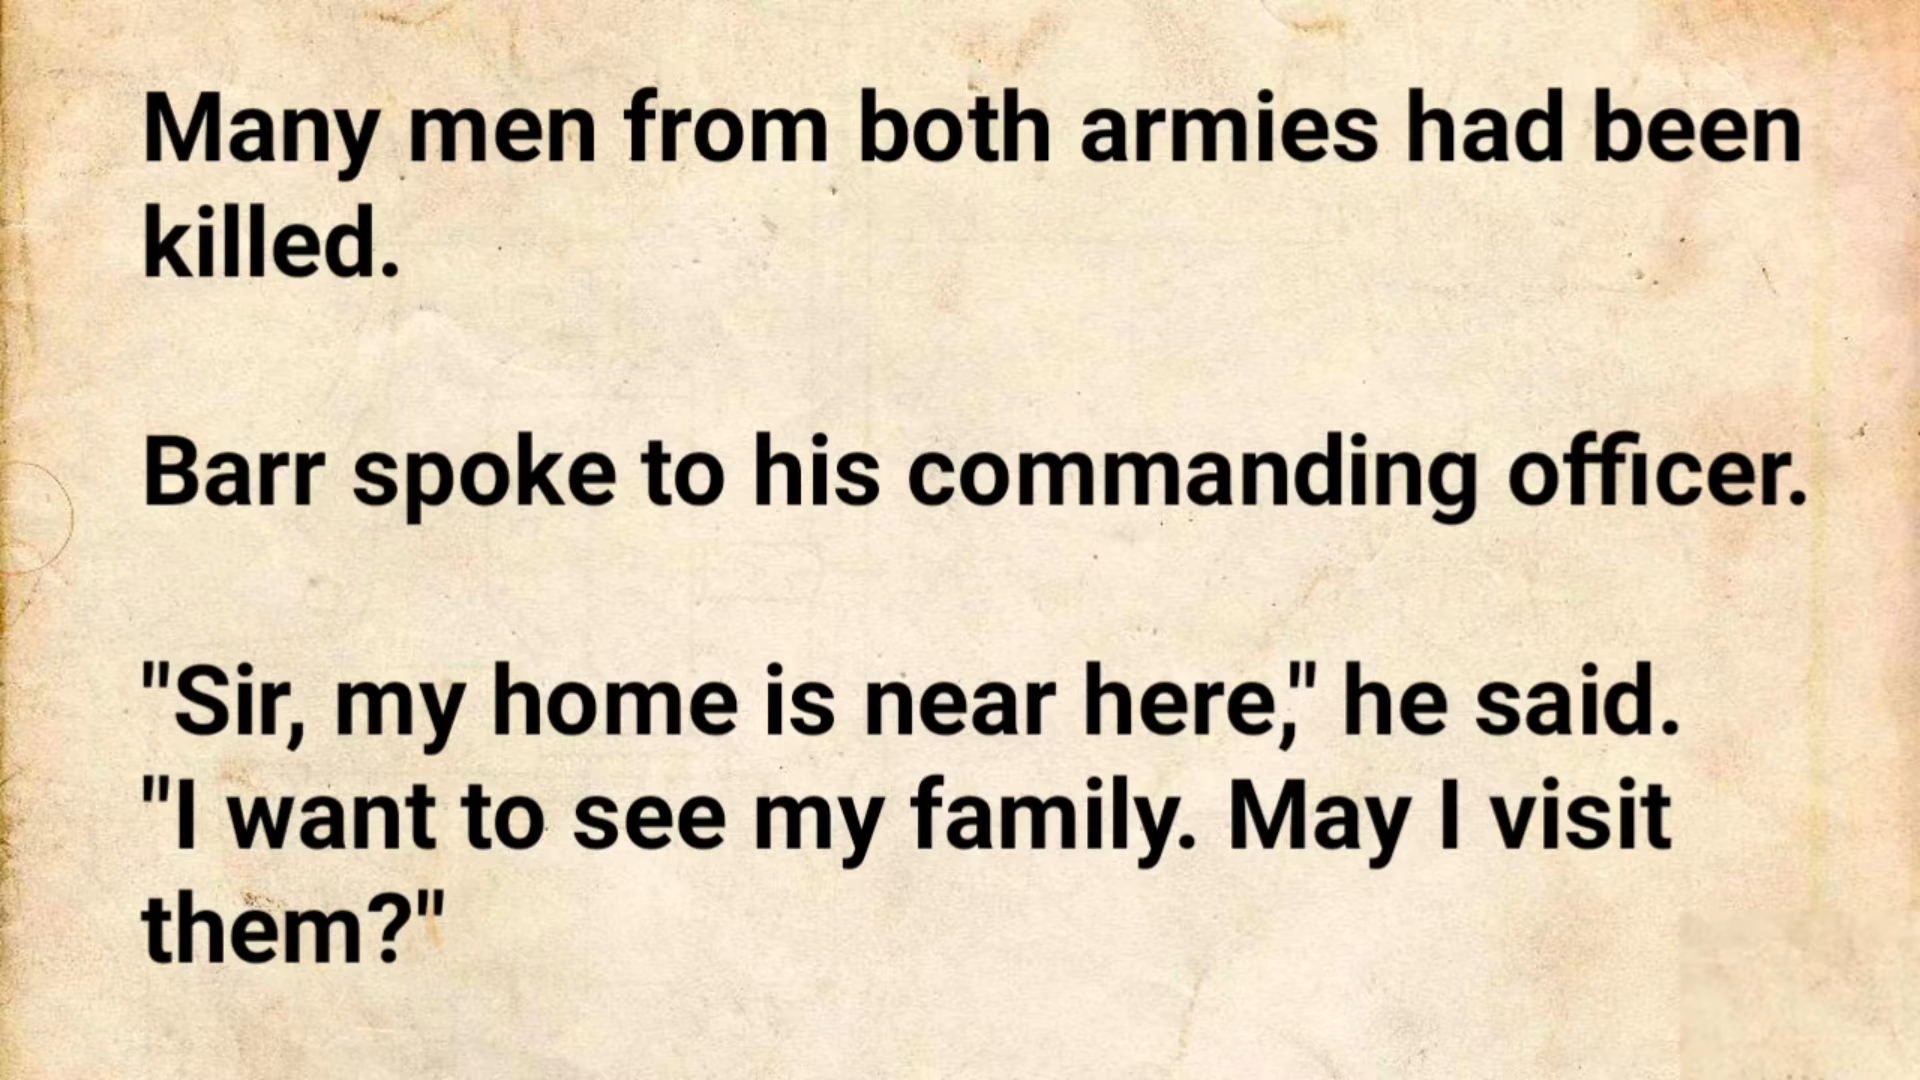 Many men from both armies had been
killed.
Barr spoke to his commanding officer.
"Sir, my home is near here," he said.
"I want to see my family. May I visit
them?"